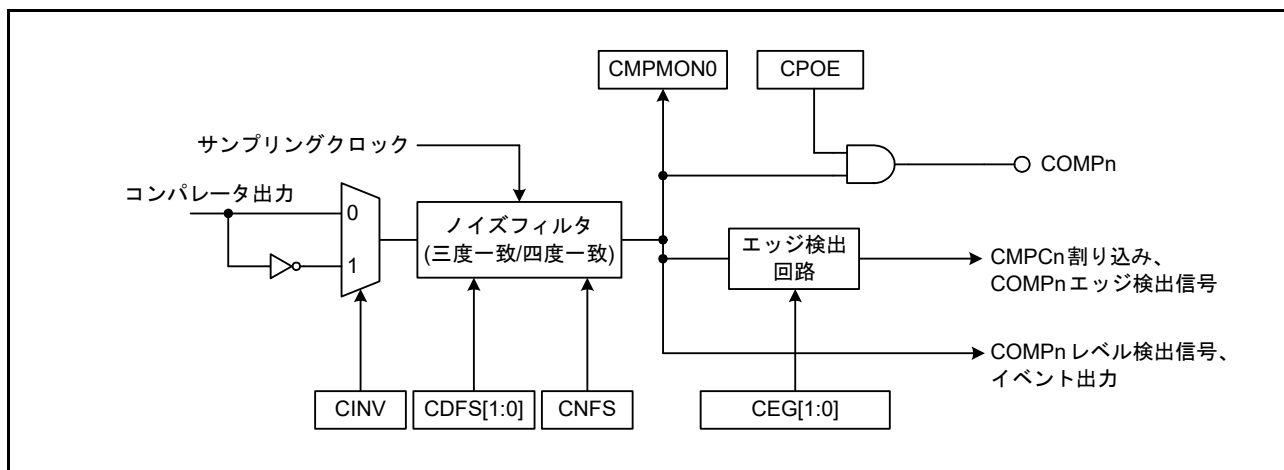 CMPMON0
CPOE
サンプリングクロック
COMPn
コンパレータ出力
0
ノイズフィルタ
(三度一致/四度一致)
エッジ検出
回路
1
CMPCn割り込み、
COMPnエッジ検出信号
COMPnレベル検出信号、
イベント出力
CINV
CDFS[1:0]
CNFS
CEG[1:0]